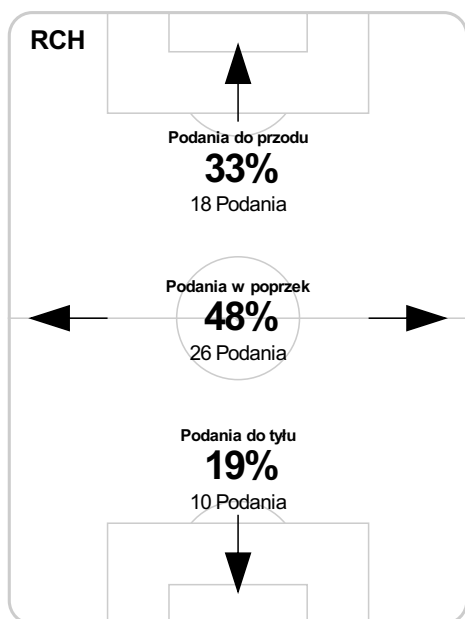 RCH
Podania do przodu
33%
18 Podania
Podania w poprzek
48%
26 Podania
Podania do tyłu
19%
10 Podania